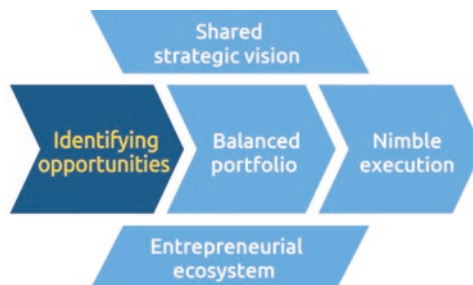 Shared
strategic vision
Identifying
opportunities
Balanced
portfolio
Nimble
execution
Entrepreneurial
ecosystem